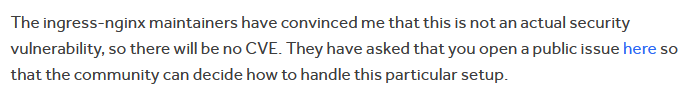 The ingress-nginx maintainers have convinced me that this is not an actual security
vulnerability, so there will be no CVE. They have asked that you open a public issue here so
that the community can decide how to handle this particular setup.